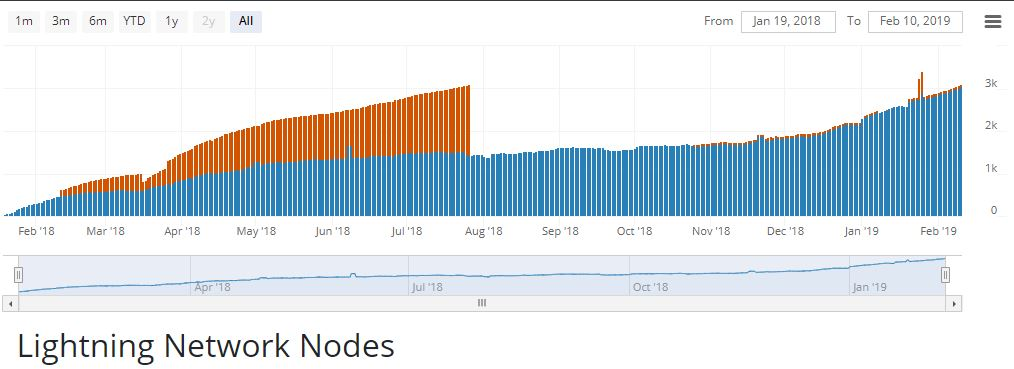 1m 3m 6m YTD 1y 2y All From Jan 19, 2018 To Feb 10, 2019
3k
2k
1k
0
Feb '18 Mar '18 Apr '18 May '18 Jun '18 Jul '18 Aug '18 Sep '18 Oct '18 Nov '18 Dec '18 Jan '19 Feb '19
Apr '18 Jul '18 Oct '18 Jan '19
Lightning Network Nodes